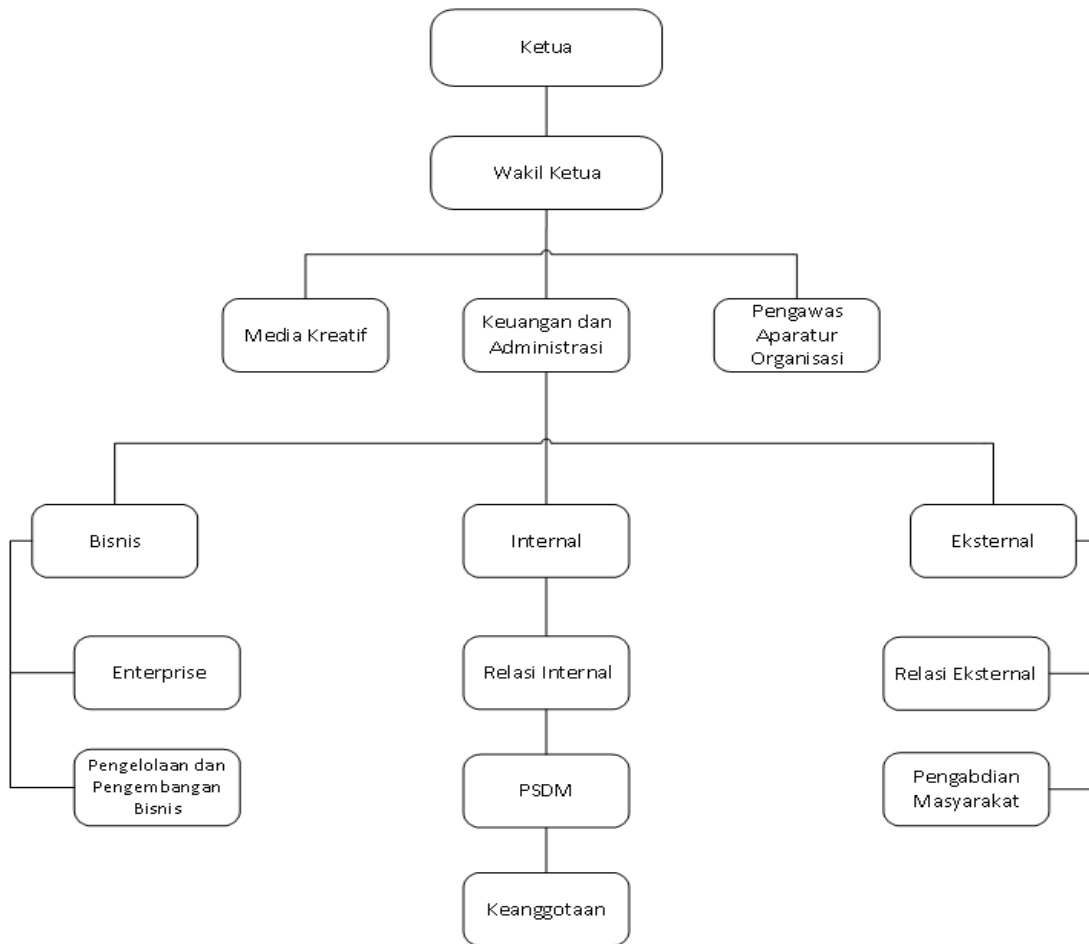 Ketua
Wakil Ketua
Media Kreatif
Keuangan dan
Administrasi
Pengawas
Aparatur
Organisasi
Bisnis
Internal
Eksternal
Enterprise
Relasi Internal
Relasi Eksternal
Pengelolaan dan
Pengembangan
Bisnis
PSDM
Pengabdian
Masyarakat
Keanggotaan